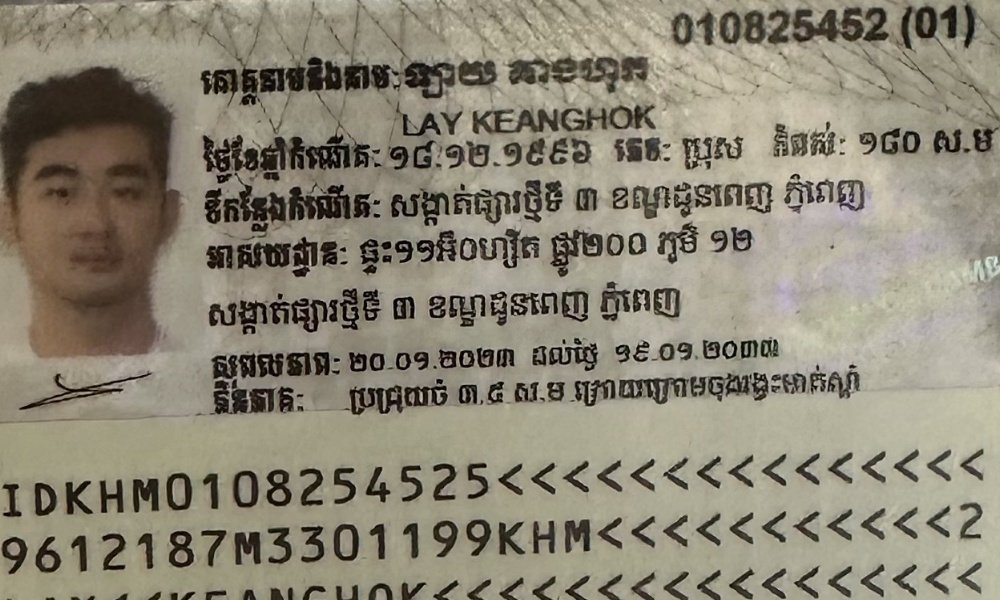 010825452 (01)
គោត្តនាមនិងនាម: ឡាយ គាងហុក
LAY KEANGHOK
ថ្ងៃខែឆ្នាំកំណើត: ១៨.១២.១៩៩៦ ភេទ: ប្រុស កំពស់: ១៨០ ស.ម
ទីកន្លែងកំណើត: សង្កាត់ផ្សារថ្មីទី ៣ ខណ្ឌដូនពេញ ភ្នំពេញ
អាសយដ្ឋាន: ផ្ទះ១១អឺ០ហ្សិត ផ្លូវ២០០ ភូមិ ១២
សង្កាត់ផ្សារថ្មីទី ៣ ខណ្ឌដូនពេញ ភ្នំពេញ
សុពលភាព: ២០.០១.២០២៣ ដល់ថ្ងៃ ១៩.០១.២០៣៣
ភិនភាគ: ប្រជ្រុយចំ ៣.៥ ស.ម ក្រោយក្រោមចុង
IDKHM0108254525<<<<<<<<<<<<<<<
9612187M3301199KHM<<<<<<<<<<<2
LAY<<KEANGHOK<<<<<<<<<<<<<<<<<